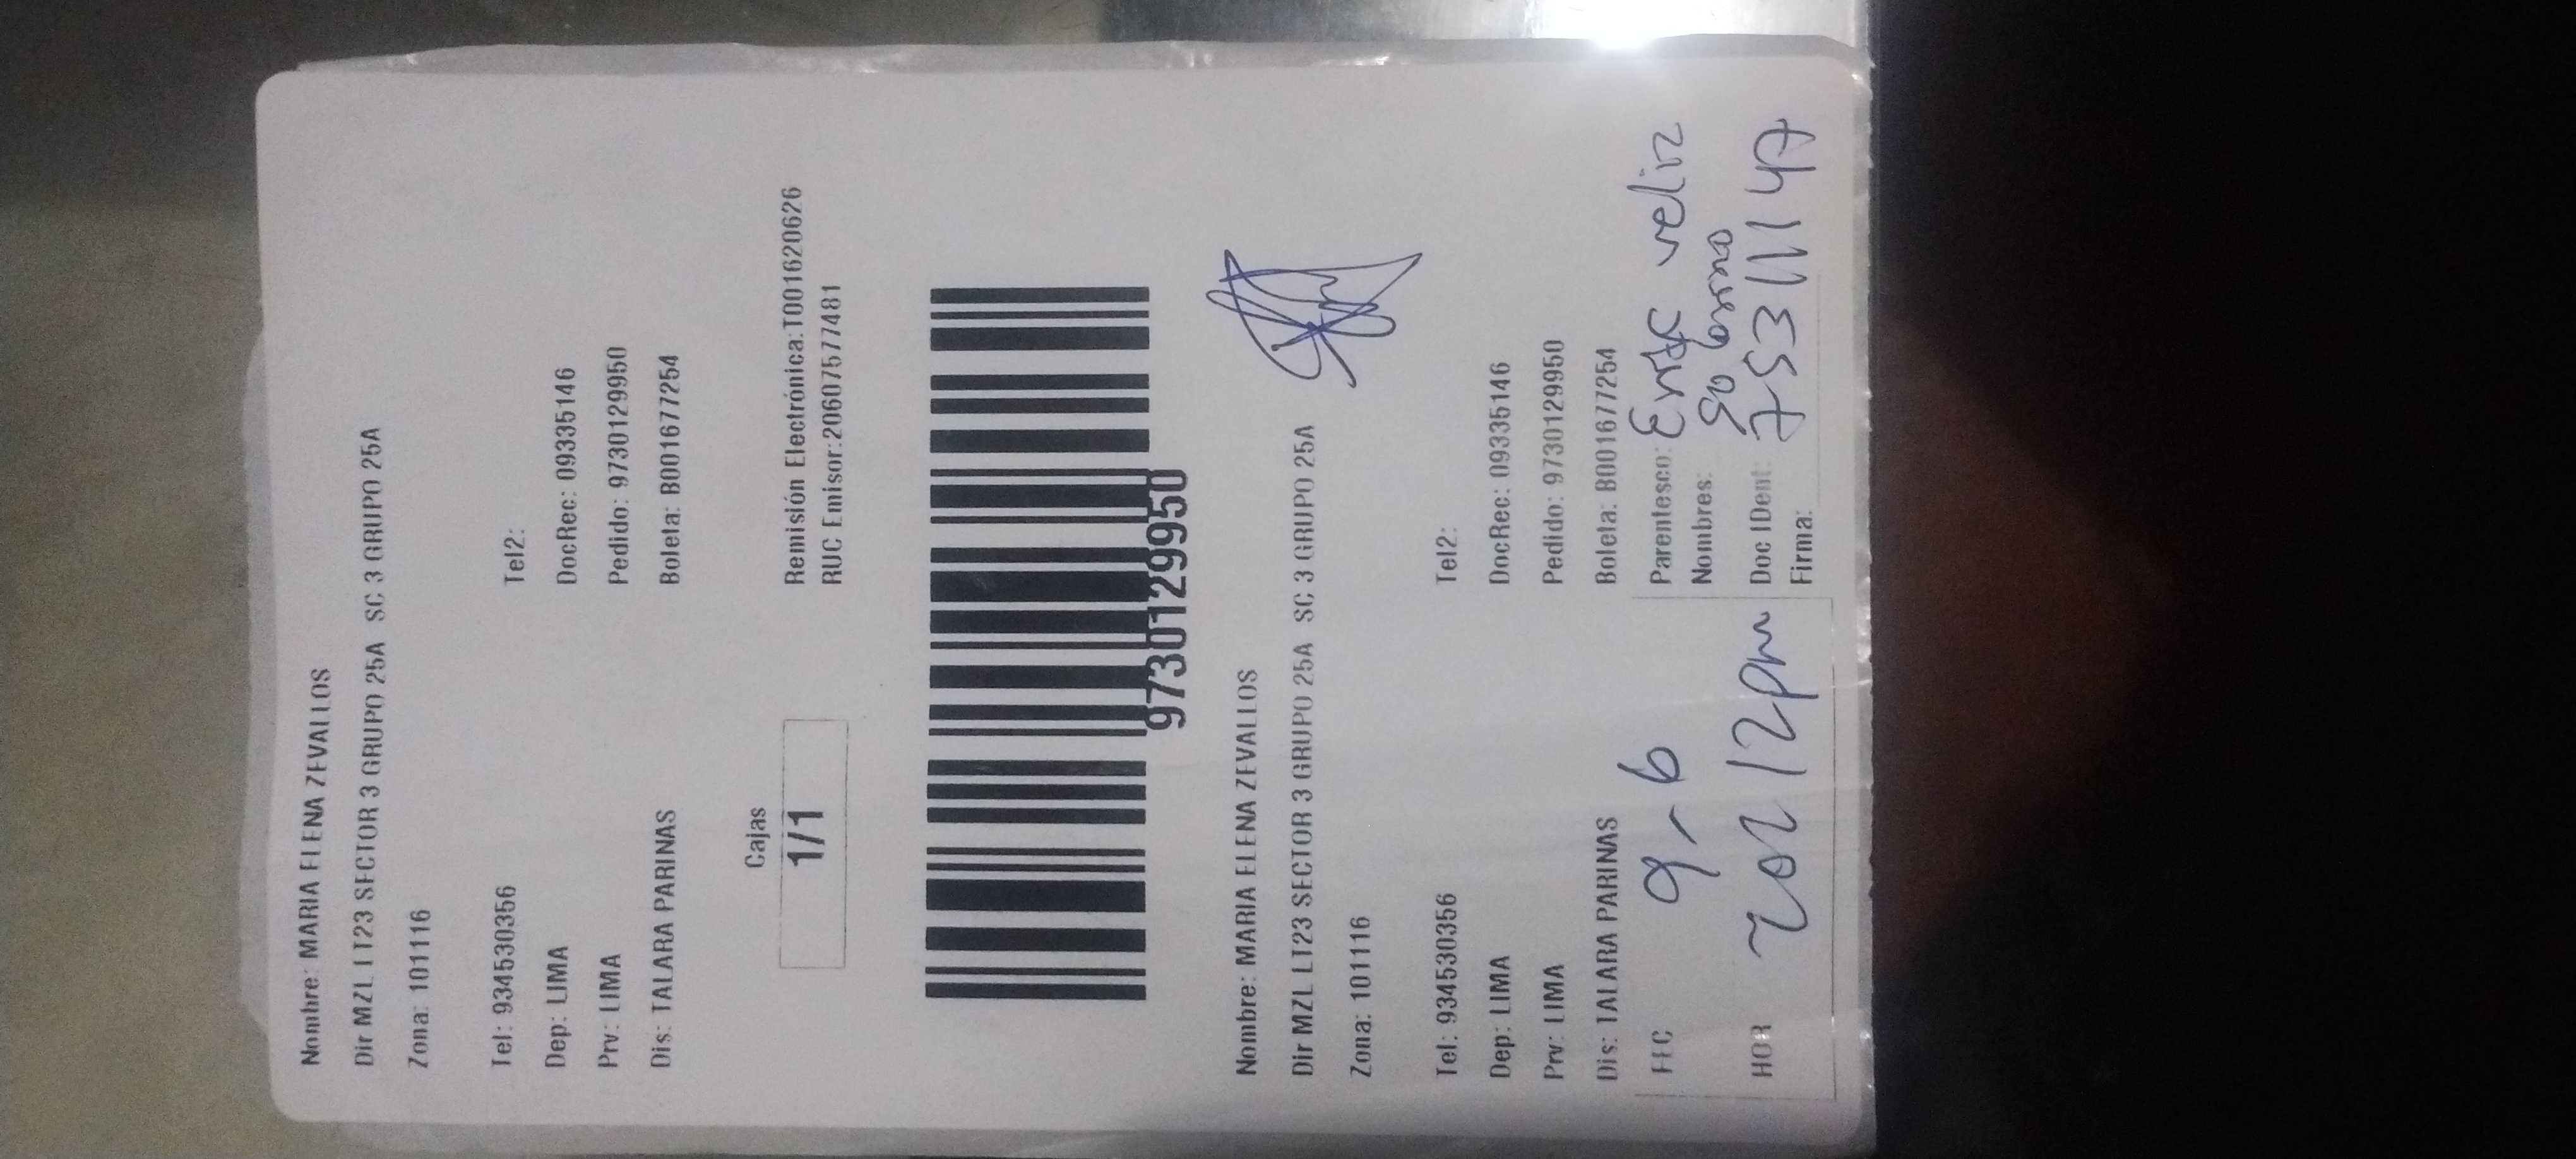 Nombre: MARIA ELENA ZEVALLOS
Dir MZL LT23 SECTOR 3 GRUPO 25A SC 3 GRUPO 25A
Zona: 101116
Tel: 934530356 Tel2:
Dep: LIMA DocRec: 09335146
Prv: LIMA Pedido: 9730129950
Dis: TALARA PARINAS Boleta: B001677254
Cajas
1/1
Remisión Electrónica:T001620626
RUC Emisor:20607577481
9730129950
Nombre: MARIA ELENA ZEVALLOS
Dir MZL LT23 SECTOR 3 GRUPO 25A SC 3 GRUPO 25A
Zona: 101116
Tel: 934530356 Tel2:
Dep: LIMA DocRec: 09335146
Prv: LIMA Pedido: 9730129950
Dis: TALARA PARINAS Boleta: B001677254
FEC 9-6 Parentesco: veliz
Nombres:
HOR 12pm Doc IDent: 75311147
Firma: